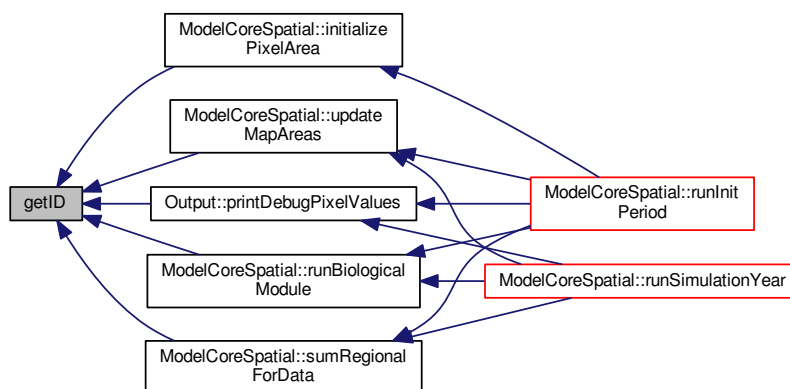 ModelCoreSpatial::initialize
PixelArea
ModelCoreSpatial::update
MapAreas
getID
Output::printDebugPixelValues
ModelCoreSpatial::runInit
Period
ModelCoreSpatial::runBiological
Module
ModelCoreSpatial::runSimulationYear
ModelCoreSpatial::sumRegional
ForData